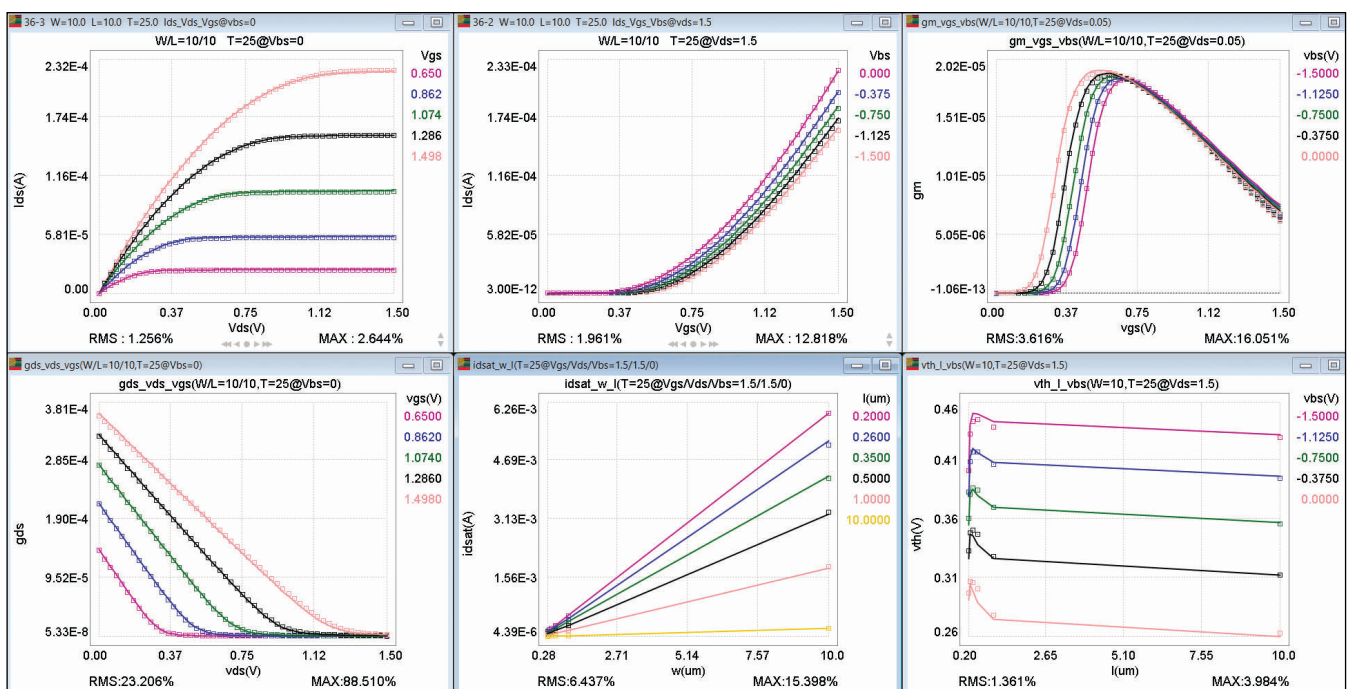 36-3 W=10.0 L=10.0 T=25.0 Ids_Vds_Vgs@vbs=0
W/L=10/10 T=25@Vbs=0
Vgs
0.650
0.862
1.074
1.286
1.498
2.32E-4
1.74E-4
1.16E-4
5.81E-5
0.00
Ids(A)
0.00 0.37 0.75 1.12 1.50
Vds(V)
RMS : 1.256% MAX : 2.644%
36-2 W=10.0 L=10.0 T=25.0 Ids_Vgs_Vbs@vds=1.5
W/L=10/10 T=25@Vds=1.5
Vbs
0.000
-0.375
-0.750
-1.125
-1.500
2.33E-04
1.74E-04
1.16E-04
5.82E-05
3.00E-12
Ids(A)
0.00 0.37 0.75 1.12 1.50
Vgs(V)
RMS : 1.961% MAX : 12.818%
gm_vgs_vbs(W/L=10/10,T=25@Vds=0.05)
gm_vgs_vbs(W/L=10/10,T=25@Vds=0.05)
vbs(V)
-1.5000
-1.1250
-0.7500
-0.3750
0.0000
2.02E-05
1.51E-05
1.01E-05
5.05E-06
-1.06E-13
gm
0.00 0.37 0.75 1.12 1.50
vgs(V)
RMS:3.616% MAX:16.051%
gds_vds_vgs(W/L=10/10,T=25@Vbs=0)
gds_vds_vgs(W/L=10/10,T=25@Vbs=0)
vgs(V)
0.6500
0.8620
1.0740
1.2860
1.4980
3.81E-4
2.85E-4
1.90E-4
9.52E-5
5.33E-8
gds
0.00 0.37 0.75 1.12 1.50
vds(V)
RMS:23.206% MAX:88.510%
idsat_w_l(T=25@Vgs/Vds/Vbs=1.5/1.5/0)
idsat_w_l(T=25@Vgs/Vds/Vbs=1.5/1.5/0)
l(um)
0.2000
0.2600
0.3500
0.5000
1.0000
10.0000
6.26E-3
4.69E-3
3.13E-3
1.56E-3
4.39E-6
idsat(A)
0.28 2.71 5.14 7.57 10.0
w(um)
RMS:6.437% MAX:15.398%
vth_l_vbs(W=10,T=25@Vds=1.5)
vth_l_vbs(W=10,T=25@Vds=1.5)
vbs(V)
-1.5000
-1.1250
-0.7500
-0.3750
0.0000
0.46
0.41
0.36
0.31
0.26
vth(V)
0.20 2.65 5.10 7.55 10.0
l(um)
RMS:1.361% MAX:3.984%